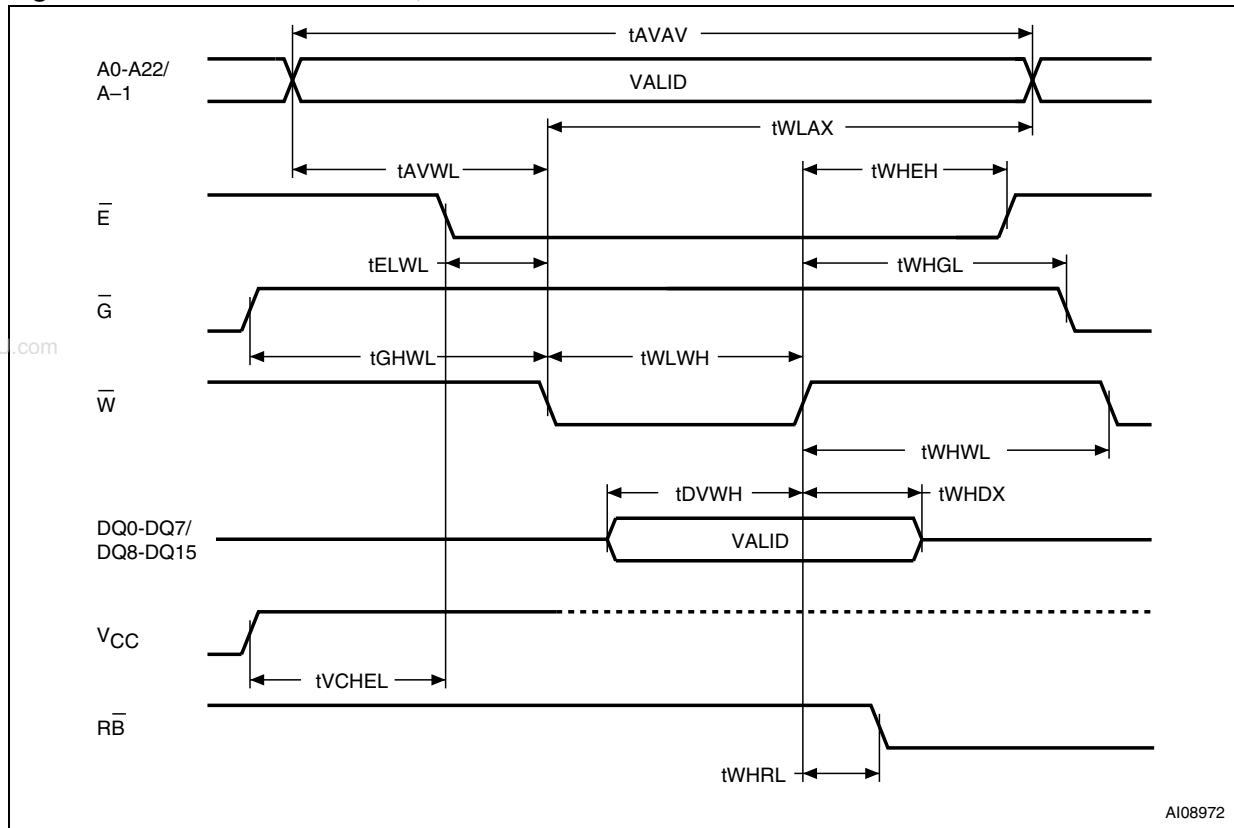 tAVAV
A0-A22/
A–1
VALID
tWLAX
tAVWL
tWHEH
E̅
tELWL
tWHGL
G̅
.com
tGHWL
tWLWH
W̅
tWHWL
tDVWH
tWHDX
DQ0-DQ7/
DQ8-DQ15
VALID
VCC
tVCHEL
RB̅
tWHRL
AI08972